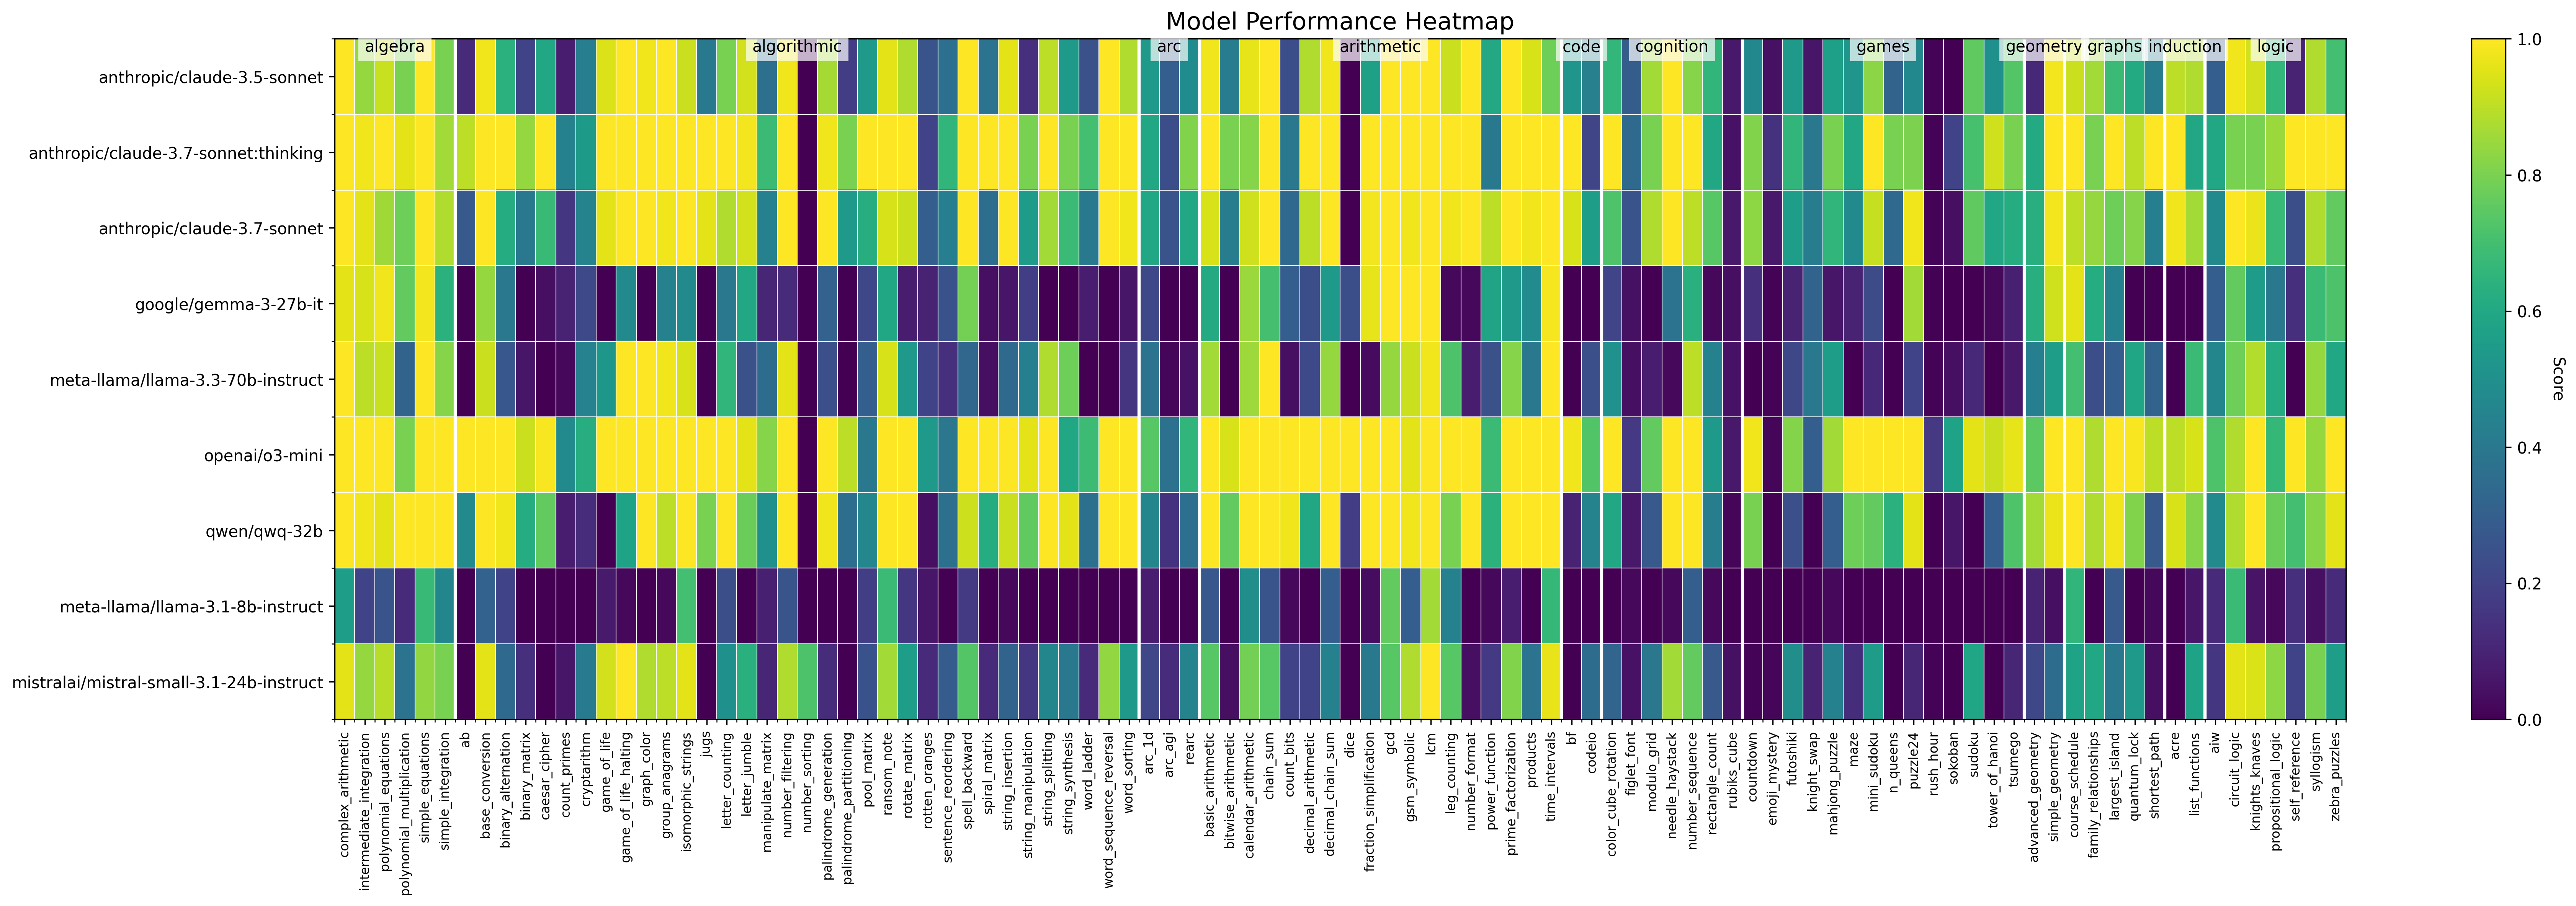 Model Performance Heatmap
algebra
algorithmic
arc
arithmetic
code
cognition
games
geometry
graphs
induction
logic
anthropic/claude-3.5-sonnet
anthropic/claude-3.7-sonnet:thinking
anthropic/claude-3.7-sonnet
google/gemma-3-27b-it
meta-llama/llama-3.3-70b-instruct
openai/o3-mini
qwen/qwq-32b
meta-llama/llama-3.1-8b-instruct
mistralai/mistral-small-3.1-24b-instruct
complex_arithmetic
intermediate_integration
polynomial_equations
polynomial_multiplication
simple_equations
simple_integration
ab
base_conversion
binary_alternation
binary_matrix
caesar_cipher
count_primes
cryptarithm
game_of_life
game_of_life_halting
graph_color
group_anagrams
isomorphic_strings
jugs
letter_counting
letter_jumble
manipulate_matrix
number_filtering
number_sorting
palindrome_generation
palindrome_partitioning
pool_matrix
ransom_note
rotate_matrix
rotten_oranges
sentence_reordering
spell_backward
spiral_matrix
string_insertion
string_manipulation
string_splitting
string_synthesis
word_ladder
word_sequence_reversal
word_sorting
arc_1d
arc_agi
rearc
basic_arithmetic
bitwise_arithmetic
calendar_arithmetic
chain_sum
count_bits
decimal_arithmetic
decimal_chain_sum
dice
fraction_simplification
gcd
gsm_symbolic
lcm
leg_counting
number_format
power_function
prime_factorization
products
time_intervals
bf
codeio
color_cube_rotation
figlet_font
modulo_grid
needle_haystack
number_sequence
rectangle_count
rubiks_cube
countdown
emoji_mystery
futoshiki
knight_swap
mahjong_puzzle
maze
mini_sudoku
n_queens
puzzle24
rush_hour
sokoban
sudoku
tower_of_hanoi
tsumego
advanced_geometry
simple_geometry
course_schedule
family_relationships
largest_island
quantum_lock
shortest_path
acre
list_functions
aiw
circuit_logic
knights_knaves
propositional_logic
self_reference
syllogism
zebra_puzzles
1.0
0.8
0.6
0.4
0.2
0.0
Score